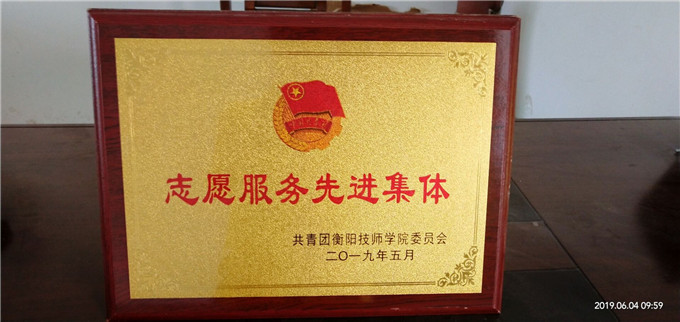 志愿服务先进集体
共青团衡阳技师学院委员会
二〇一九年五月
2019.06.04 09:59